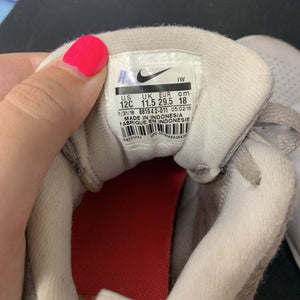 IW
US UK EUR cm
12C 11.5 29.5 18
MADE IN INDONESIA
FABRIQUE EN INDONESIE